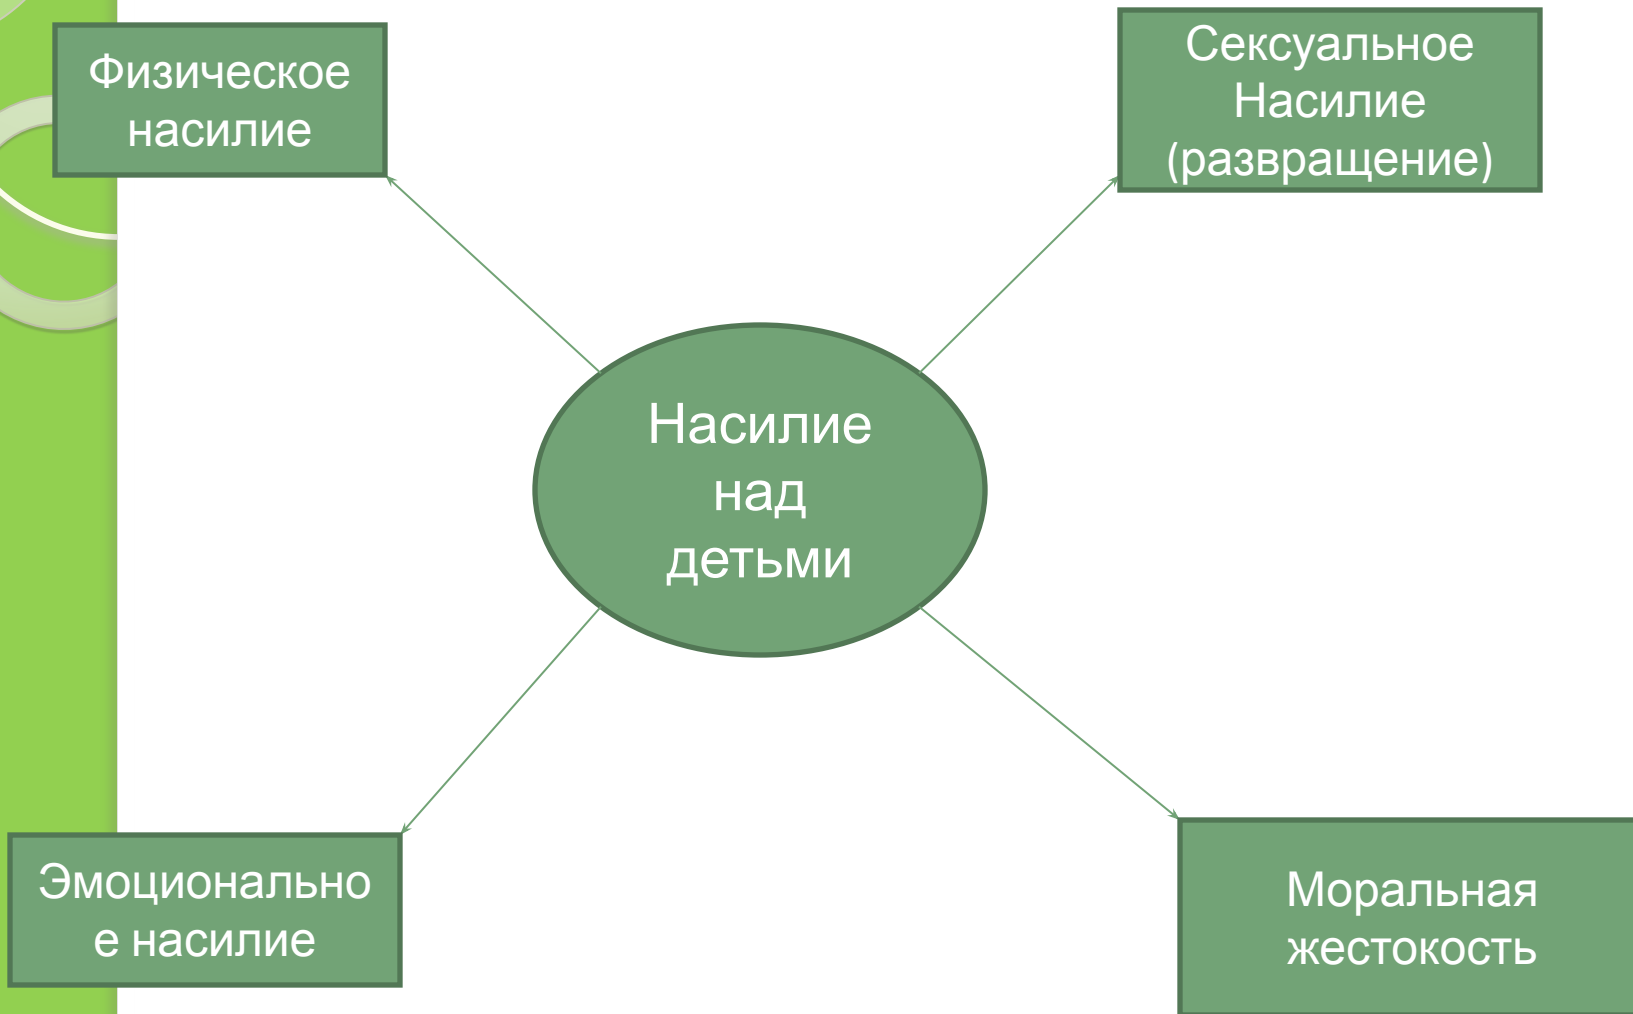 Физическое
насилие
Сексуальное
Насилие
(развращение)
Насилие
над
детьми
Эмоционально
е насилие
Моральная
жестокость